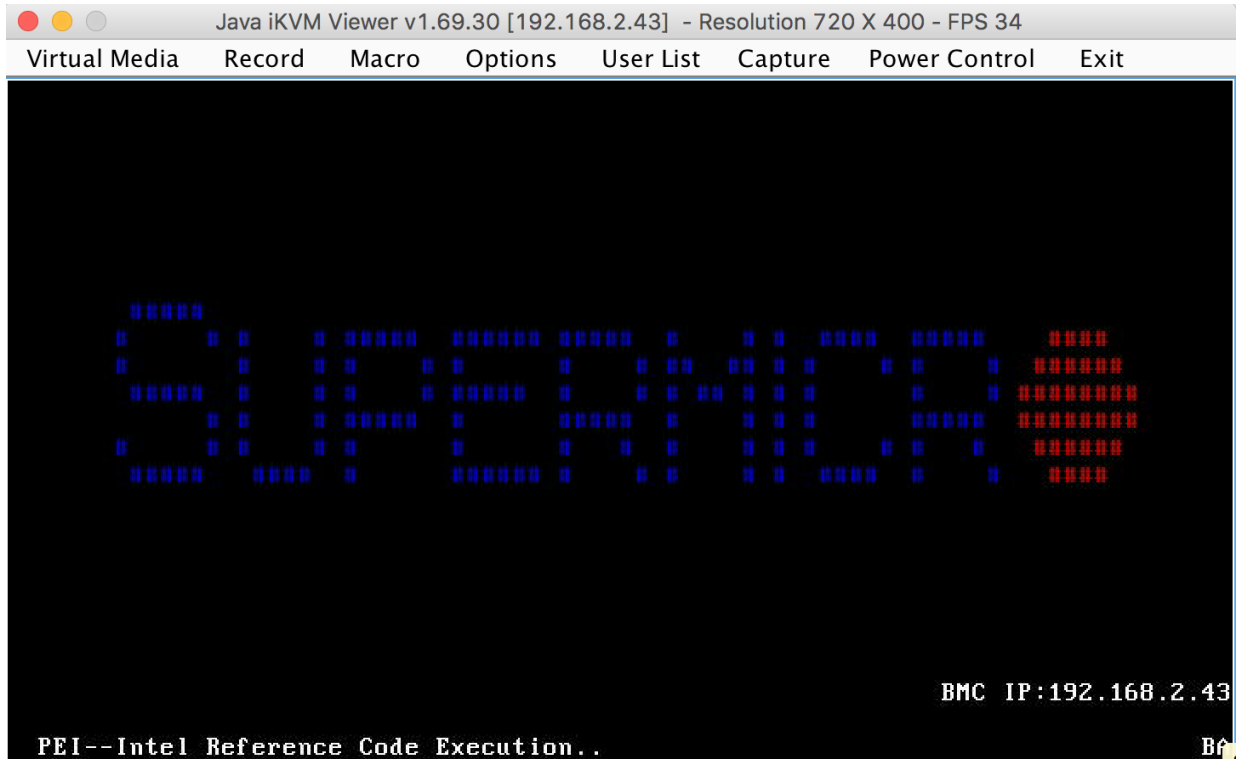 Java iKVM Viewer v1.69.30 [192.168.2.43] - Resolution 720 X 400 - FPS 34
Virtual Media Record Macro Options User List Capture Power Control Exit
SUPERMICR
BMC IP:192.168.2.43
PEI--Intel Reference Code Execution..